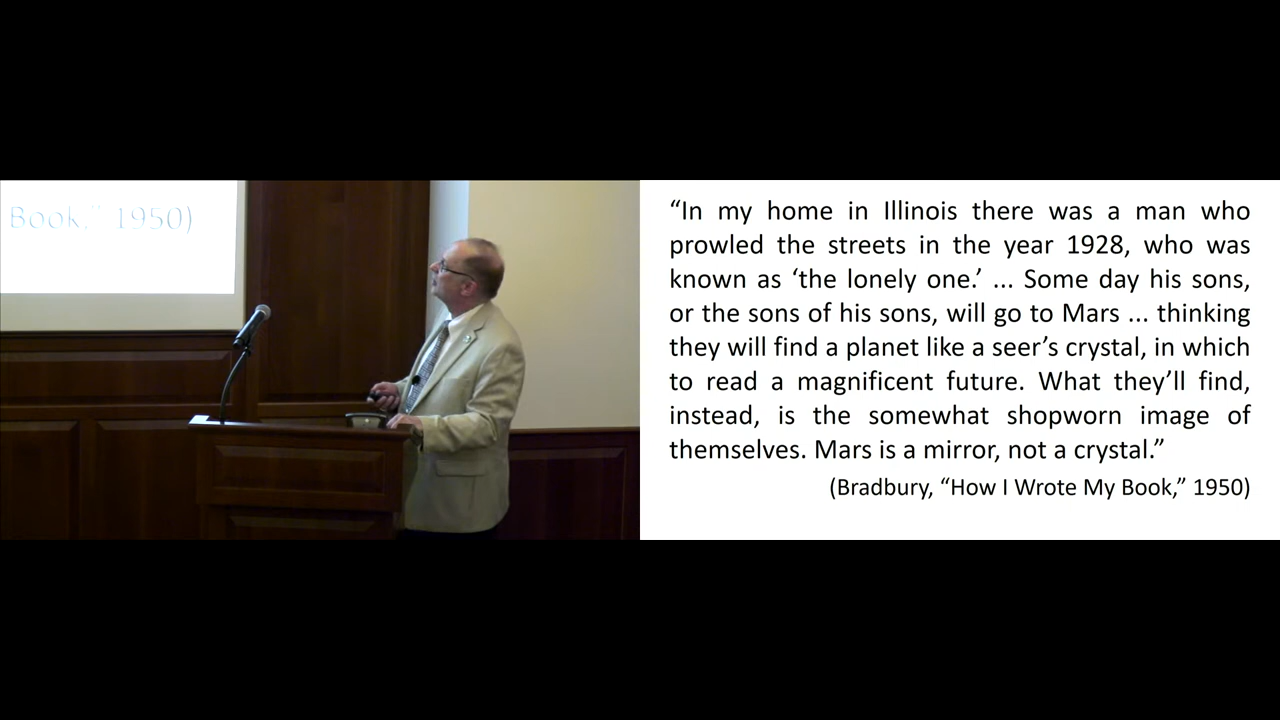 Book,” 1950)
“In my home in Illinois there was a man who
prowled the streets in the year 1928, who was
known as ‘the lonely one.’ ... Some day his sons,
or the sons of his sons, will go to Mars ... thinking
they will find a planet like a seer’s crystal, in which
to read a magnificent future. What they’ll find,
instead, is the somewhat shopworn image of
themselves. Mars is a mirror, not a crystal.”
(Bradbury, “How I Wrote My Book,” 1950)